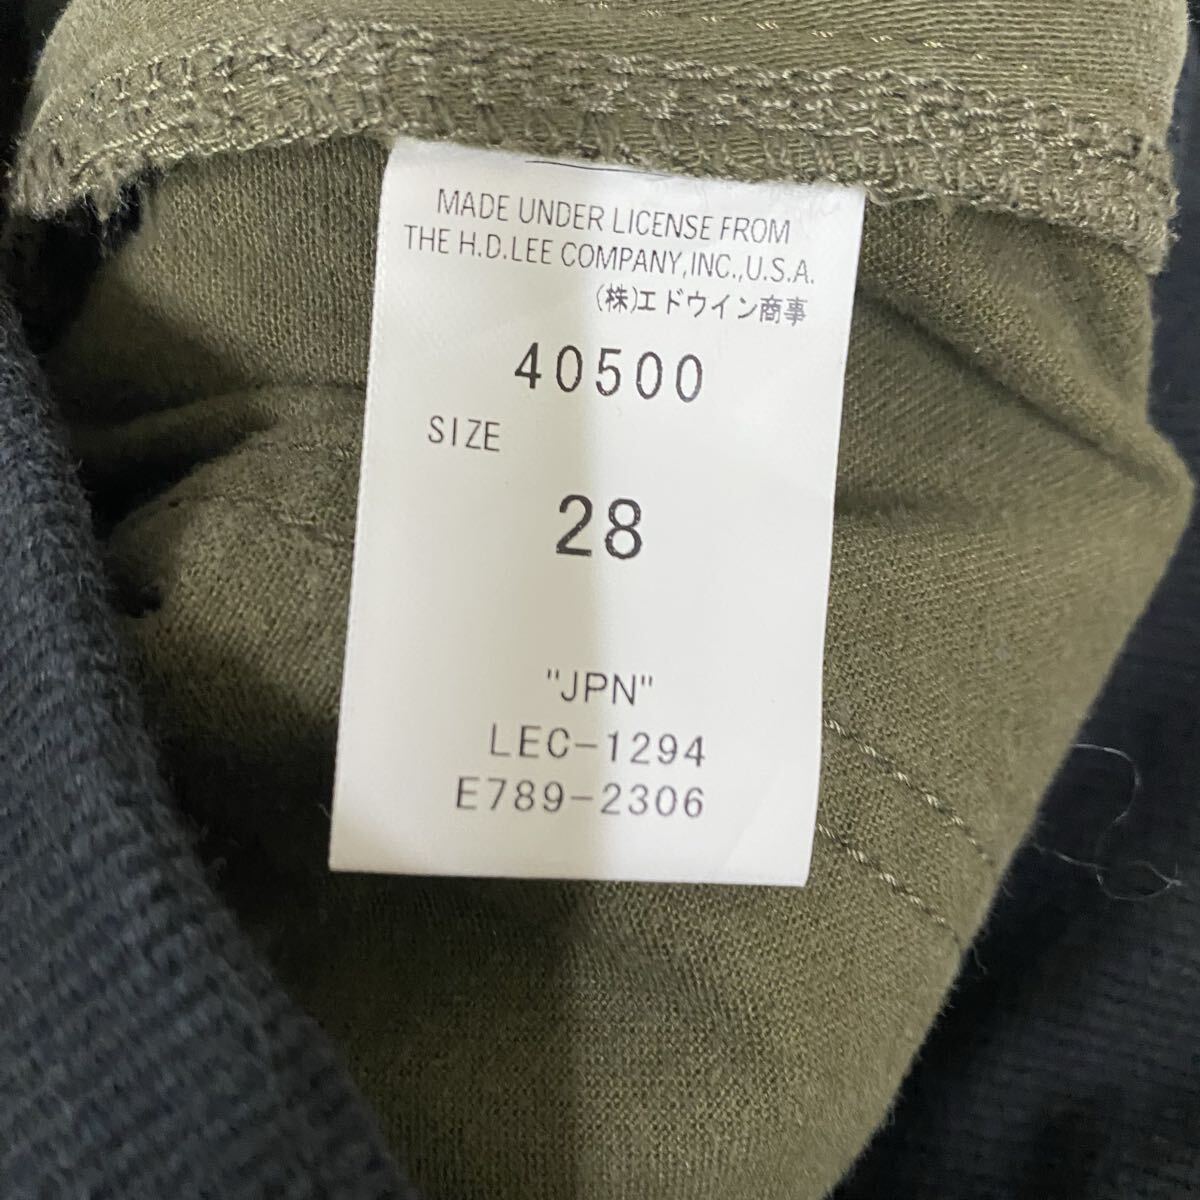 MADE UNDER LICENSE FROM
THE H.D.LEE COMPANY,INC.,U.S.A.
(株)エドウイン商事
40500
SIZE
28
"JPN"
LEC-1294
E789-2306